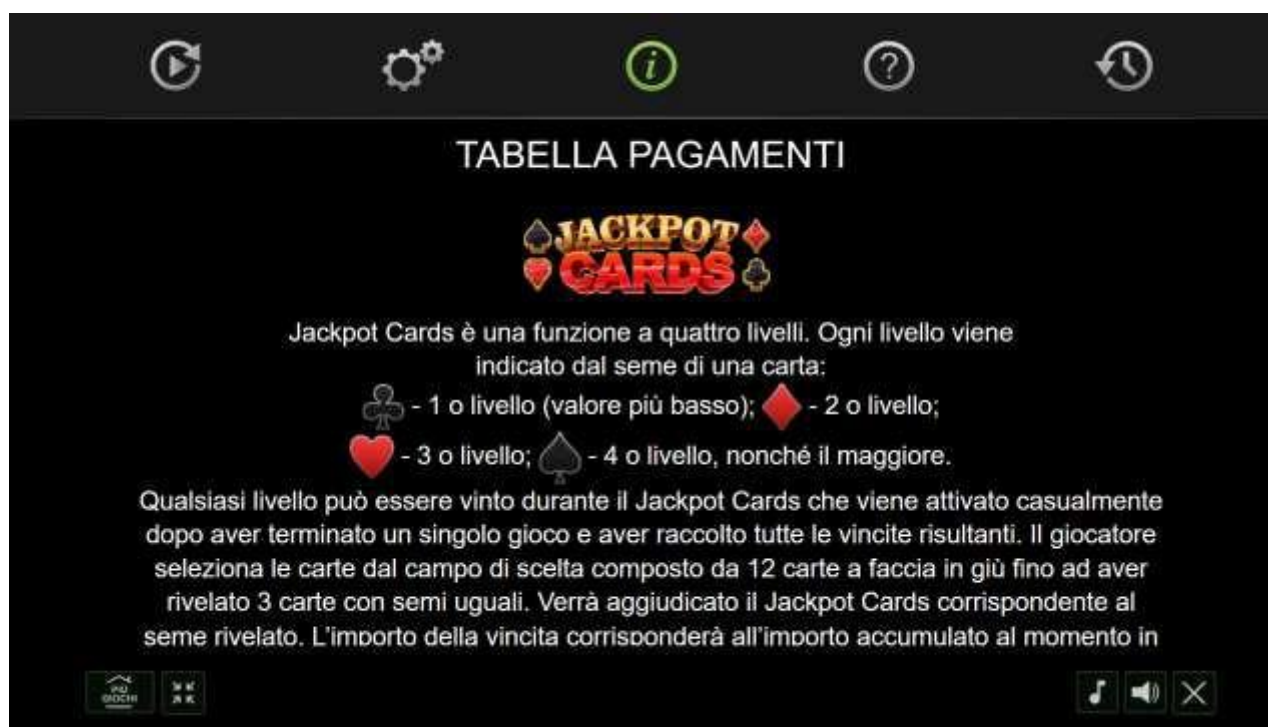 TABELLA PAGAMENTI
JACKPOT
CARDS
Jackpot Cards è una funzione a quattro livelli. Ogni livello viene
indicato dal seme di una carta:
- 1 o livello (valore più basso); - 2 o livello;
- 3 o livello; - 4 o livello, nonché il maggiore.
Qualsiasi livello può essere vinto durante il Jackpot Cards che viene attivato casualmente
dopo aver terminato un singolo gioco e aver raccolto tutte le vincite risultanti. Il giocatore
seleziona le carte dal campo di scelta composto da 12 carte a faccia in giù fino ad aver
rivelato 3 carte con semi uguali. Verrà aggiudicato il Jackpot Cards corrispondente al
seme rivelato. L'importo della vincita corrisponderà all'importo accumulato al momento in
PIÙ
GIOCHI